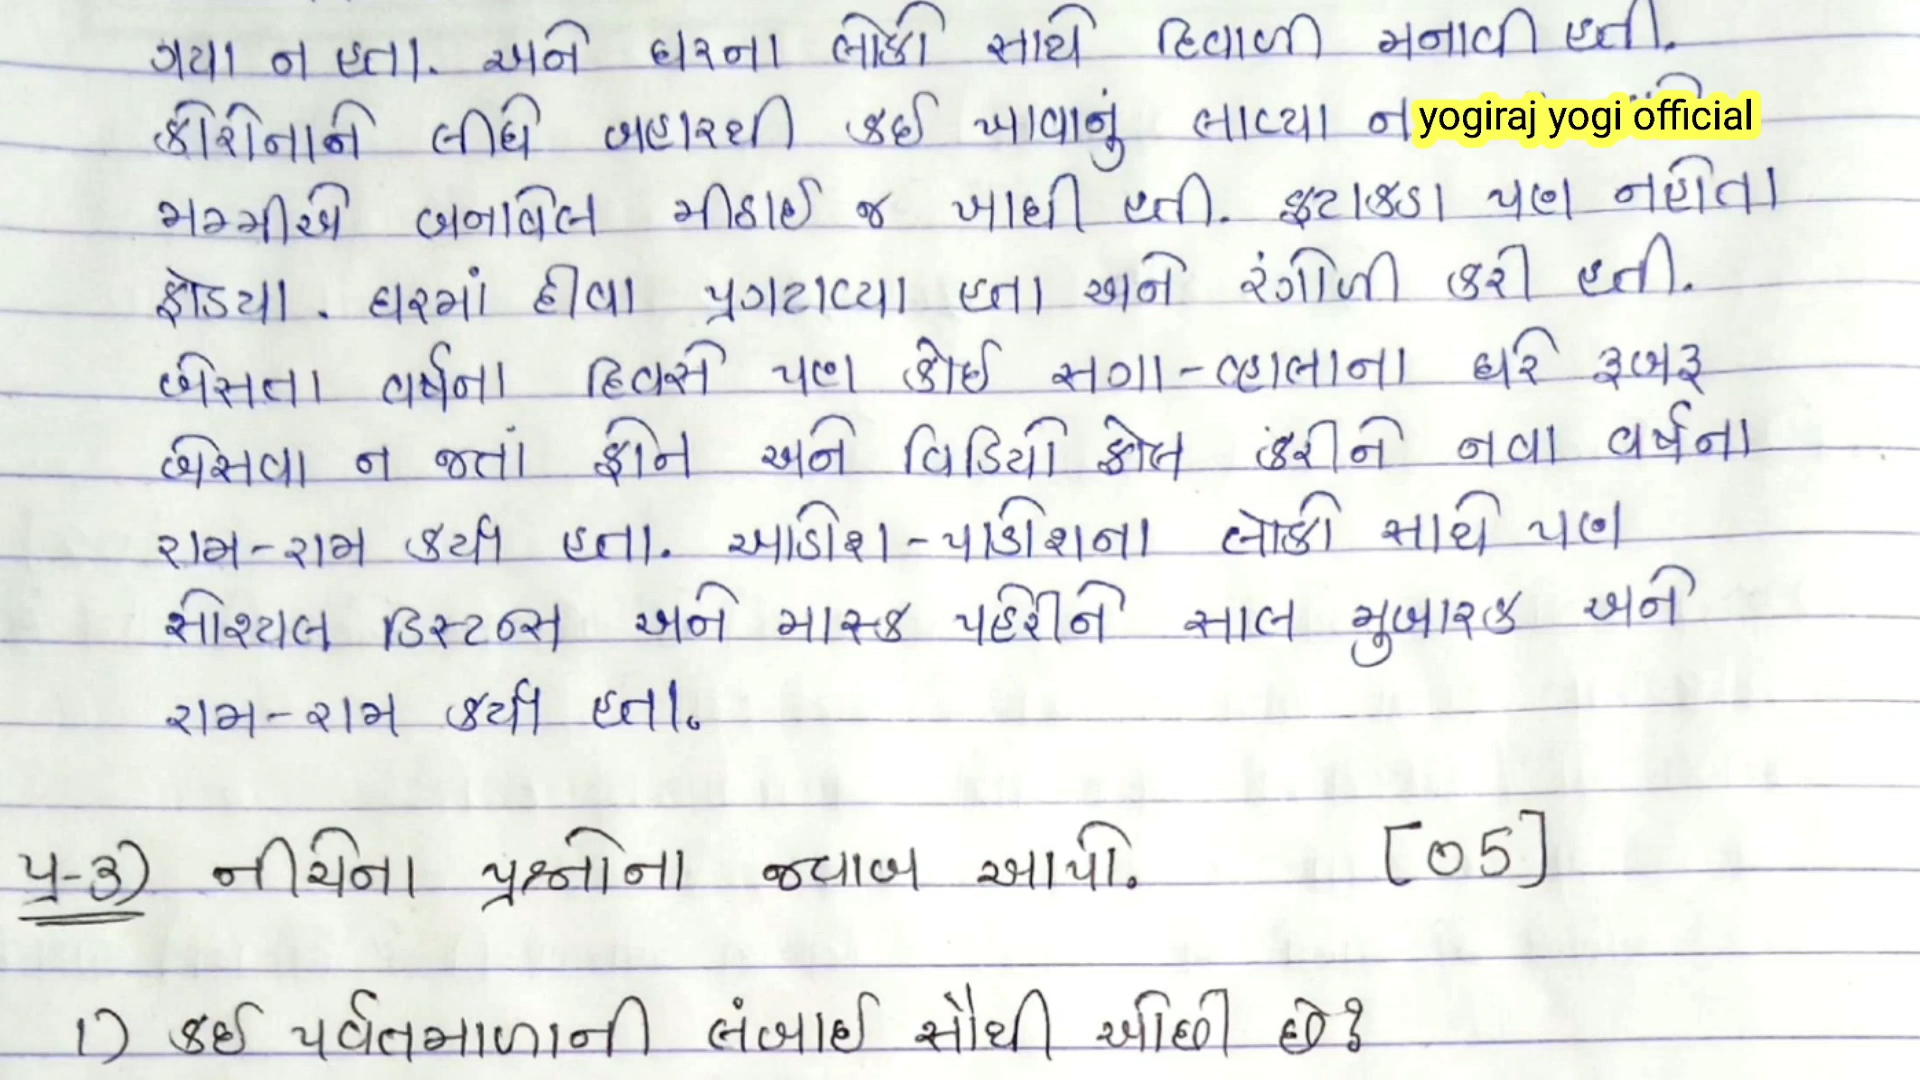 ગયા ન હતા. અને ઘરના લોકો સાથે દિવાળી મનાવી હતી.
કોરોનાને લીધે બહારથી કઈ ખાવાનું લાવ્યા ન
yogiraj yogi official
મમ્મીએ બનાવેલ મીઠાઈ જ ખાધી હતી. ફટાકડા પણ નહોતા
ફોડયા. ઘરમાં દીવા પ્રગટાવ્યા હતા અને રંગોળી કરી હતી.
બેસતા વર્ષના દિવસે પણ કોઈ સગા-વ્હાલાના ઘરે રૂબરૂ
બેસવા ન જતાં ફોન અને વિડિયો કોલ કરીને નવા વર્ષના
રામ-રામ કર્યા હતા. આડોશ-પાડોશના લોકો સાથે પણ
સોશ્યલ ડિસ્ટન્સ અને માસ્ક પહેરીને સાલ મુબારક અને
રામ-રામ કર્યા હતા.
પ્ર-૩) નીચેના પ્રશ્નોના જવાબ આપો. [05]
1) કઈ પર્વતમાળાની લંબાઈ સૌથી ઓછી છે?